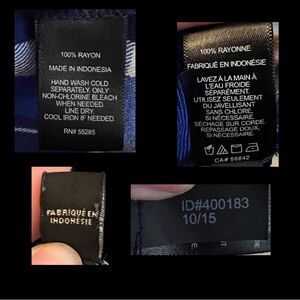 100% RAYON
MADE IN INDONESIA
HAND WASH COLD
SEPARATELY. ONLY
NON-CHLORINE BLEACH
WHEN NEEDED.
LINE DRY.
COOL IRON IF NEEDED.
RN# 55285
100% RAYONNE
FABRIQUÉ EN INDONÉSIE
LAVEZ À LA MAIN À
L'EAU FROIDE
SÉPARÉMENT.
UTILISEZ SEULEMENT
DU JAVELLISANT
SANS CHLORE
SI NÉCESSAIRE.
SÉCHAGE SUR CORDE.
REPASSAGE DOUX.
SI NÉCESSAIRE.
CA# 56842
FABRIQUÉ EN
INDONÉSIE
ID#400183
10/15